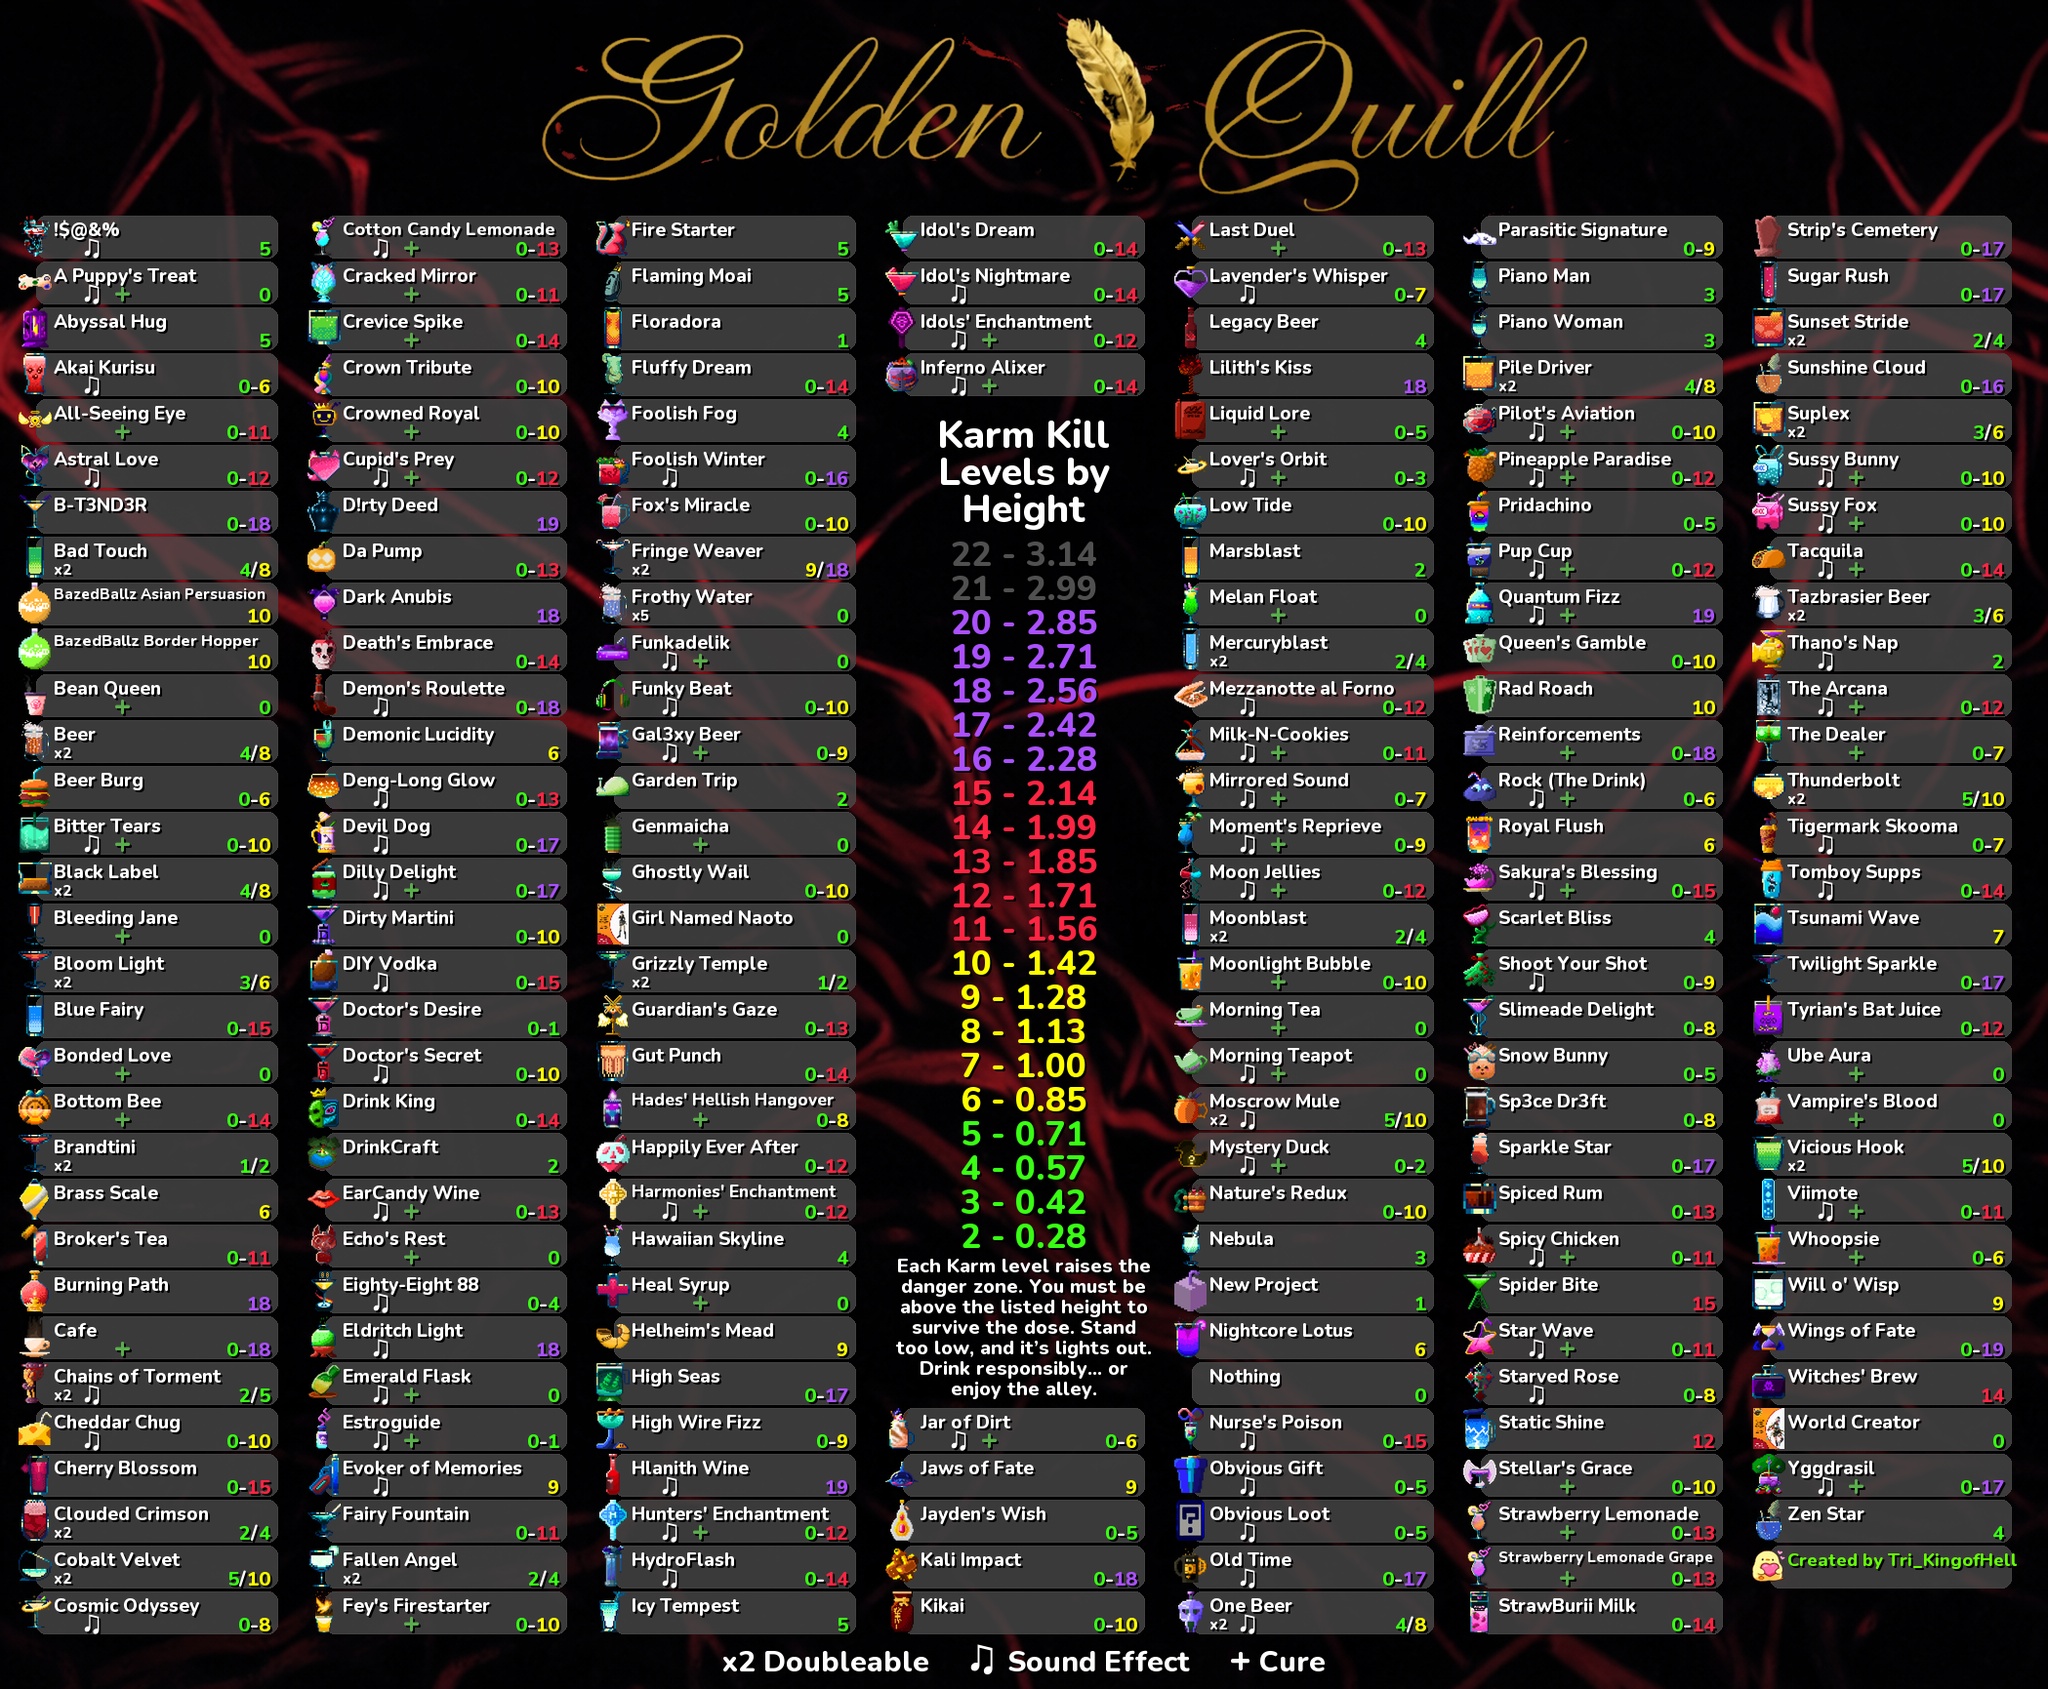 Golden Quill
!$@&%
♫ 5
A Puppy's Treat
♫ + 0
Abyssal Hug
5
Akai Kurisu
♫ 0-6
All-Seeing Eye
+ 0-11
Astral Love
♫ 0-12
B-T3ND3R
0-18
Bad Touch
x2 4/8
BazedBallz Asian Persuasion
10
BazedBallz Border Hopper
10
Bean Queen
+ 0
Beer
x2 4/8
Beer Burg
0-6
Bitter Tears
♫ + 0-10
Black Label
x2 4/8
Bleeding Jane
+ 0
Bloom Light
x2 3/6
Blue Fairy
0-15
Bonded Love
+ 0
Bottom Bee
+ 0-14
Brandtini
x2 1/2
Brass Scale
6
Broker's Tea
0-11
Burning Path
18
Cafe
+ 0-18
Chains of Torment
x2 ♫ 2/5
Cheddar Chug
♫ 0-10
Cherry Blossom
0-15
Clouded Crimson
x2 2/4
Cobalt Velvet
x2 5/10
Cosmic Odyssey
♫ 0-8
Cotton Candy Lemonade
♫ + 0-13
Cracked Mirror
+ 0-11
Crevice Spike
+ 0-14
Crown Tribute
0-10
Crowned Royal
+ 0-10
Cupid's Prey
♫ + 0-12
D!rty Deed
19
Da Pump
0-13
Dark Anubis
18
Death's Embrace
0-14
Demon's Roulette
♫ 0-18
Demonic Lucidity
6
Deng-Long Glow
♫ 0-13
Devil Dog
♫ 0-17
Dilly Delight
♫ + 0-17
Dirty Martini
0-10
DIY Vodka
♫ 0-15
Doctor's Desire
0-1
Doctor's Secret
♫ 0-10
Drink King
0-14
DrinkCraft
2
EarCandy Wine
♫ + 0-13
Echo's Rest
+ 0
Eighty-Eight 88
♫ 0-4
Eldritch Light
♫ 18
Emerald Flask
♫ + 0
Estroguide
♫ + 0-1
Evoker of Memories
♫ 9
Fairy Fountain
0-11
Fallen Angel
x2 2/4
Fey's Firestarter
+ 0-10
Fire Starter
5
Flaming Moai
5
Floradora
1
Fluffy Dream
0-14
Foolish Fog
4
Foolish Winter
♫ 0-16
Fox's Miracle
0-10
Fringe Weaver
x2 9/18
Frothy Water
x5 0
Funkadelik
♫ + 0
Funky Beat
♫ 0-10
Gal3xy Beer
♫ + 0-9
Garden Trip
2
Genmaicha
+ 0
Ghostly Wail
0-10
Girl Named Naoto
0
Grizzly Temple
x2 1/2
Guardian's Gaze
0-13
Gut Punch
0-14
Hades' Hellish Hangover
+ 0-8
Happily Ever After
0-12
Harmonies' Enchantment
♫ + 0-12
Hawaiian Skyline
4
Heal Syrup
+ 0
Helheim's Mead
9
High Seas
0-17
High Wire Fizz
0-9
Hlanith Wine
19
Hunters' Enchantment
♫ + 0-12
HydroFlash
♫ 0-14
Icy Tempest
5
Idol's Dream
0-14
Idol's Nightmare
♫ 0-14
Idols' Enchantment
♫ + 0-12
Inferno Alixer
♫ + 0-14
Karm Kill
Levels by
Height
22 - 3.14
21 - 2.99
20 - 2.85
19 - 2.71
18 - 2.56
17 - 2.42
16 - 2.28
15 - 2.14
14 - 1.99
13 - 1.85
12 - 1.71
11 - 1.56
10 - 1.42
9 - 1.28
8 - 1.13
7 - 1.00
6 - 0.85
5 - 0.71
4 - 0.57
3 - 0.42
2 - 0.28
Each Karm level raises the
danger zone. You must be
above the listed height to
survive the dose. Stand
too low, and it's lights out.
Drink responsibly... or
enjoy the alley.
Jar of Dirt
♫ + 0-6
Jaws of Fate
9
Jayden's Wish
0-5
Kali Impact
0-18
Kikai
0-10
Last Duel
+ 0-13
Lavender's Whisper
♫ 0-7
Legacy Beer
4
Lilith's Kiss
18
Liquid Lore
+ 0-5
Lover's Orbit
♫ + 0-3
Low Tide
0-10
Marsblast
2
Melan Float
+ 0
Mercuryblast
x2 2/4
Mezzanotte al Forno
♫ 0-12
Milk-N-Cookies
♫ + 0-11
Mirrored Sound
♫ + 0-7
Moment's Reprieve
♫ + 0-9
Moon Jellies
♫ + 0-12
Moonblast
x2 2/4
Moonlight Bubble
+ 0-10
Morning Tea
+ 0
Morning Teapot
♫ + 0
Moscrow Mule
x2 ♫ 5/10
Mystery Duck
♫ + 0-2
Nature's Redux
0-10
Nebula
3
New Project
1
Nightcore Lotus
6
Nothing
0
Nurse's Poison
♫ 0-15
Obvious Gift
♫ 0-5
Obvious Loot
♫ 0-5
Old Time
♫ 0-17
One Beer
x2 ♫ 4/8
Parasitic Signature
0-9
Piano Man
3
Piano Woman
3
Pile Driver
x2 4/8
Pilot's Aviation
♫ + 0-10
Pineapple Paradise
♫ + 0-12
Pridachino
0-5
Pup Cup
♫ + 0-12
Quantum Fizz
♫ + 19
Queen's Gamble
0-10
Rad Roach
10
Reinforcements
+ 0-18
Rock (The Drink)
♫ + 0-6
Royal Flush
6
Sakura's Blessing
♫ + 0-15
Scarlet Bliss
4
Shoot Your Shot
♫ 0-9
Slimeade Delight
0-8
Snow Bunny
0-5
Sp3ce Dr3ft
0-8
Sparkle Star
0-17
Spiced Rum
0-13
Spicy Chicken
♫ + 0-11
Spider Bite
15
Star Wave
♫ + 0-11
Starved Rose
♫ 0-8
Static Shine
12
Stellar's Grace
+ 0-10
Strawberry Lemonade
+ 0-13
Strawberry Lemonade Grape
+ 0-13
StrawBurii Milk
0-14
Strip's Cemetery
0-17
Sugar Rush
0-17
Sunset Stride
x2 2/4
Sunshine Cloud
0-16
Suplex
x2 3/6
Sussy Bunny
♫ + 0-10
Sussy Fox
♫ + 0-10
Tacquila
♫ + 0-14
Tazbrasier Beer
x2 3/6
Thano's Nap
♫ 2
The Arcana
♫ + 0-12
The Dealer
+ 0-7
Thunderbolt
x2 5/10
Tigermark Skooma
♫ 0-7
Tomboy Supps
♫ 0-14
Tsunami Wave
7
Twilight Sparkle
0-17
Tyrian's Bat Juice
0-12
Ube Aura
+ 0
Vampire's Blood
+ 0
Vicious Hook
x2 5/10
Viimote
♫ + 0-11
Whoopsie
+ 0-6
Will o' Wisp
9
Wings of Fate
0-19
Witches' Brew
14
World Creator
0
Yggdrasil
♫ + 0-17
Zen Star
4
Created by Tri_KingofHell
x2 Doubleable ♫ Sound Effect + Cure